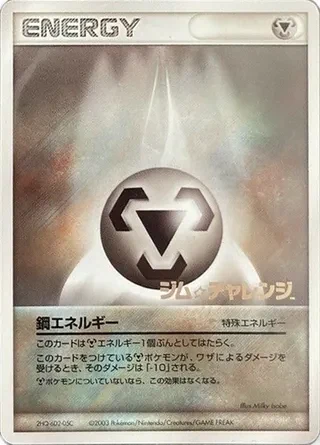 ENERGY
ジム☆チャレンジ
鋼エネルギー 特殊エネルギー
このカードは エネルギー1個ぶんとしてはたらく。
このカードをつけている ポケモンが、ワザによるダメージを
受けるとき、そのダメージは「-10」される。
ポケモンについていないなら、この効果はなくなる。
Illus. Milky Isobe
2HQ-602-05C ©2003 Pokémon/Nintendo/Creatures/GAME FREAK